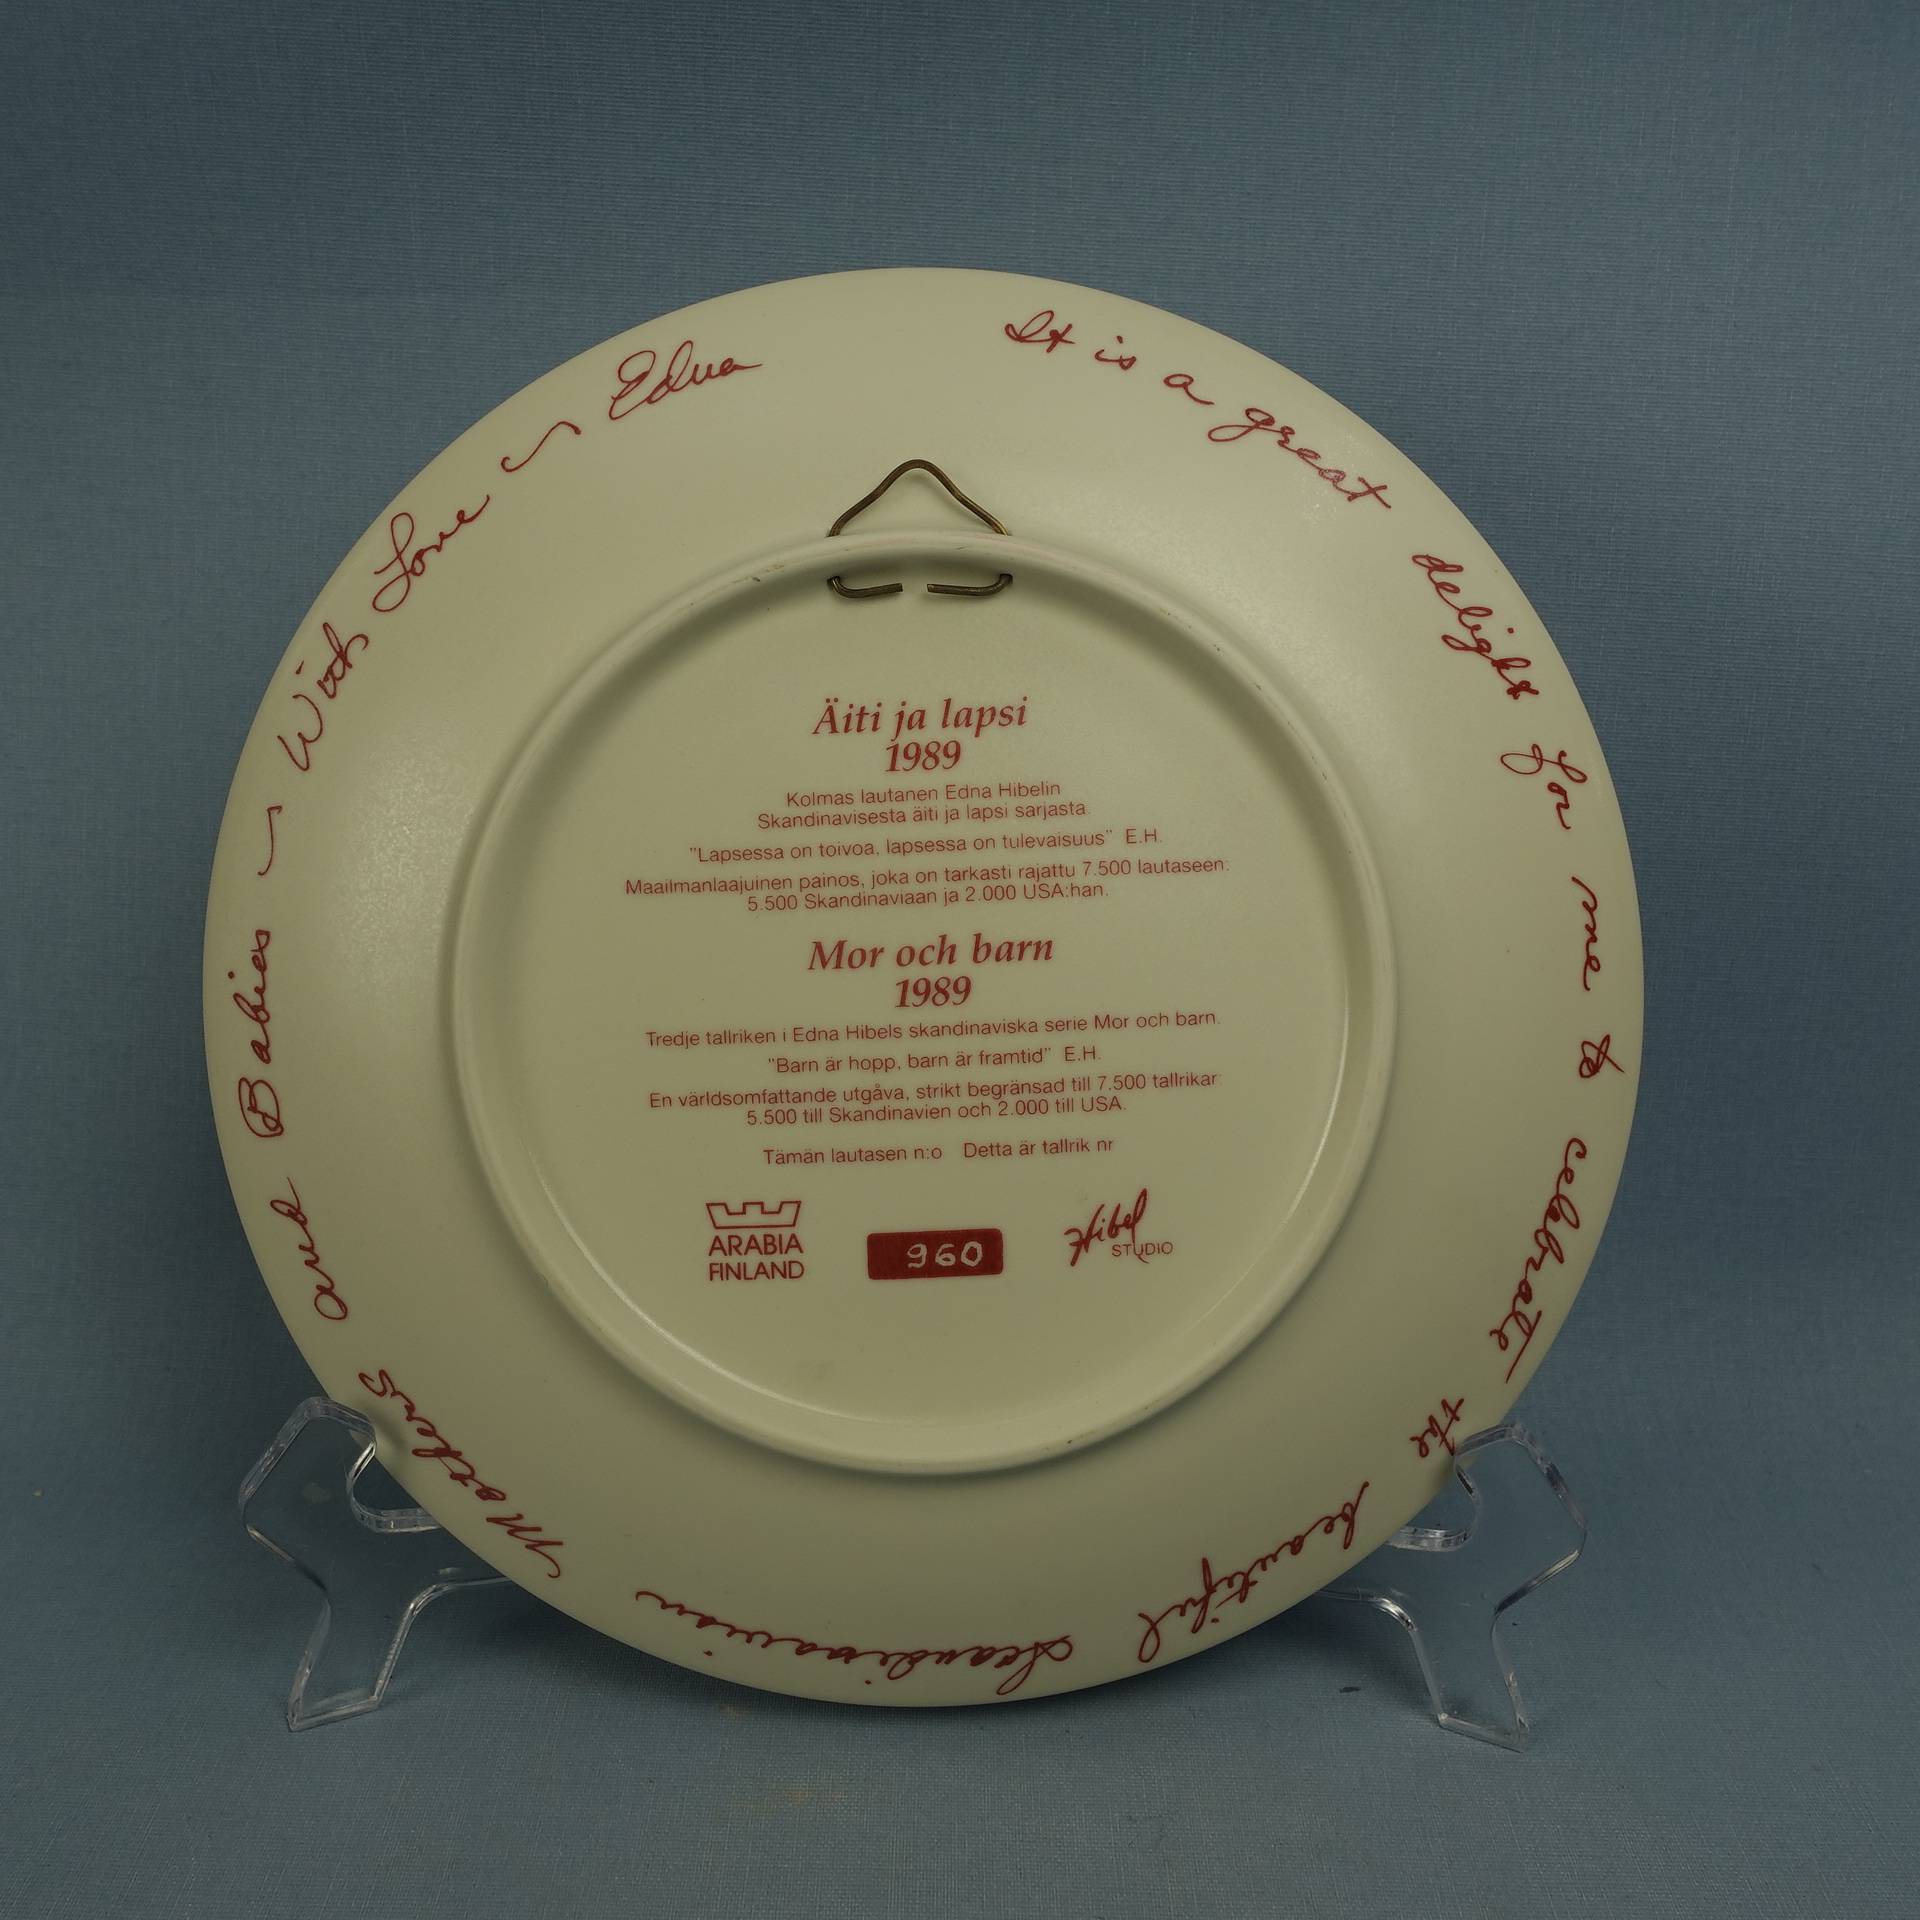 It is a great delight for me to celebrate the beautiful Scandinavian Mothers and Babies ~ With Love ~ Edna
Äiti ja lapsi
1989
Kolmas lautanen Edna Hibelin
Skandinavisesta äiti ja lapsi sarjasta.
"Lapsessa on toivoa, lapsessa on tulevaisuus" E.H.
Maailmanlaajuinen painos, joka on tarkasti rajattu 7.500 lautaseen:
5.500 Skandinaviaan ja 2.000 USA:han.
Mor och barn
1989
Tredje tallriken i Edna Hibels skandinaviska serie Mor och barn.
"Barn är hopp, barn är framtid" E.H.
En världsomfattande utgåva, strikt begränsad till 7.500 tallrikar:
5.500 till Skandinavien och 2.000 till USA.
Tämän lautasen n:o Detta är tallrik nr
ARABIA
FINLAND
960
Hibel
STUDIO